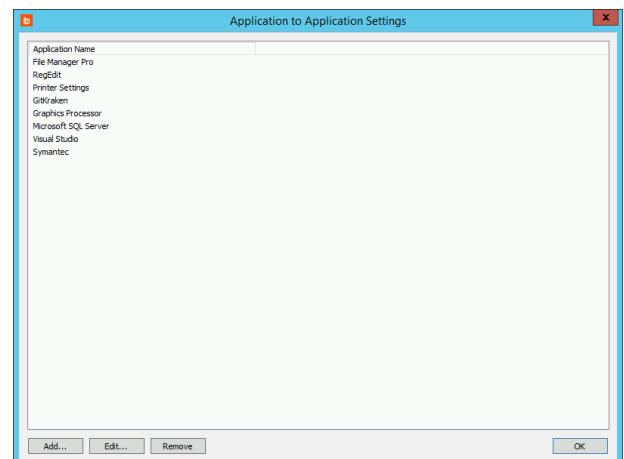 Application to Application Settings
Application Name
File Manager Pro
RegEdit
Printer Settings
GitKraken
Graphics Processor
Microsoft SQL Server
Visual Studio
Symantec
Add... Edit... Remove OK